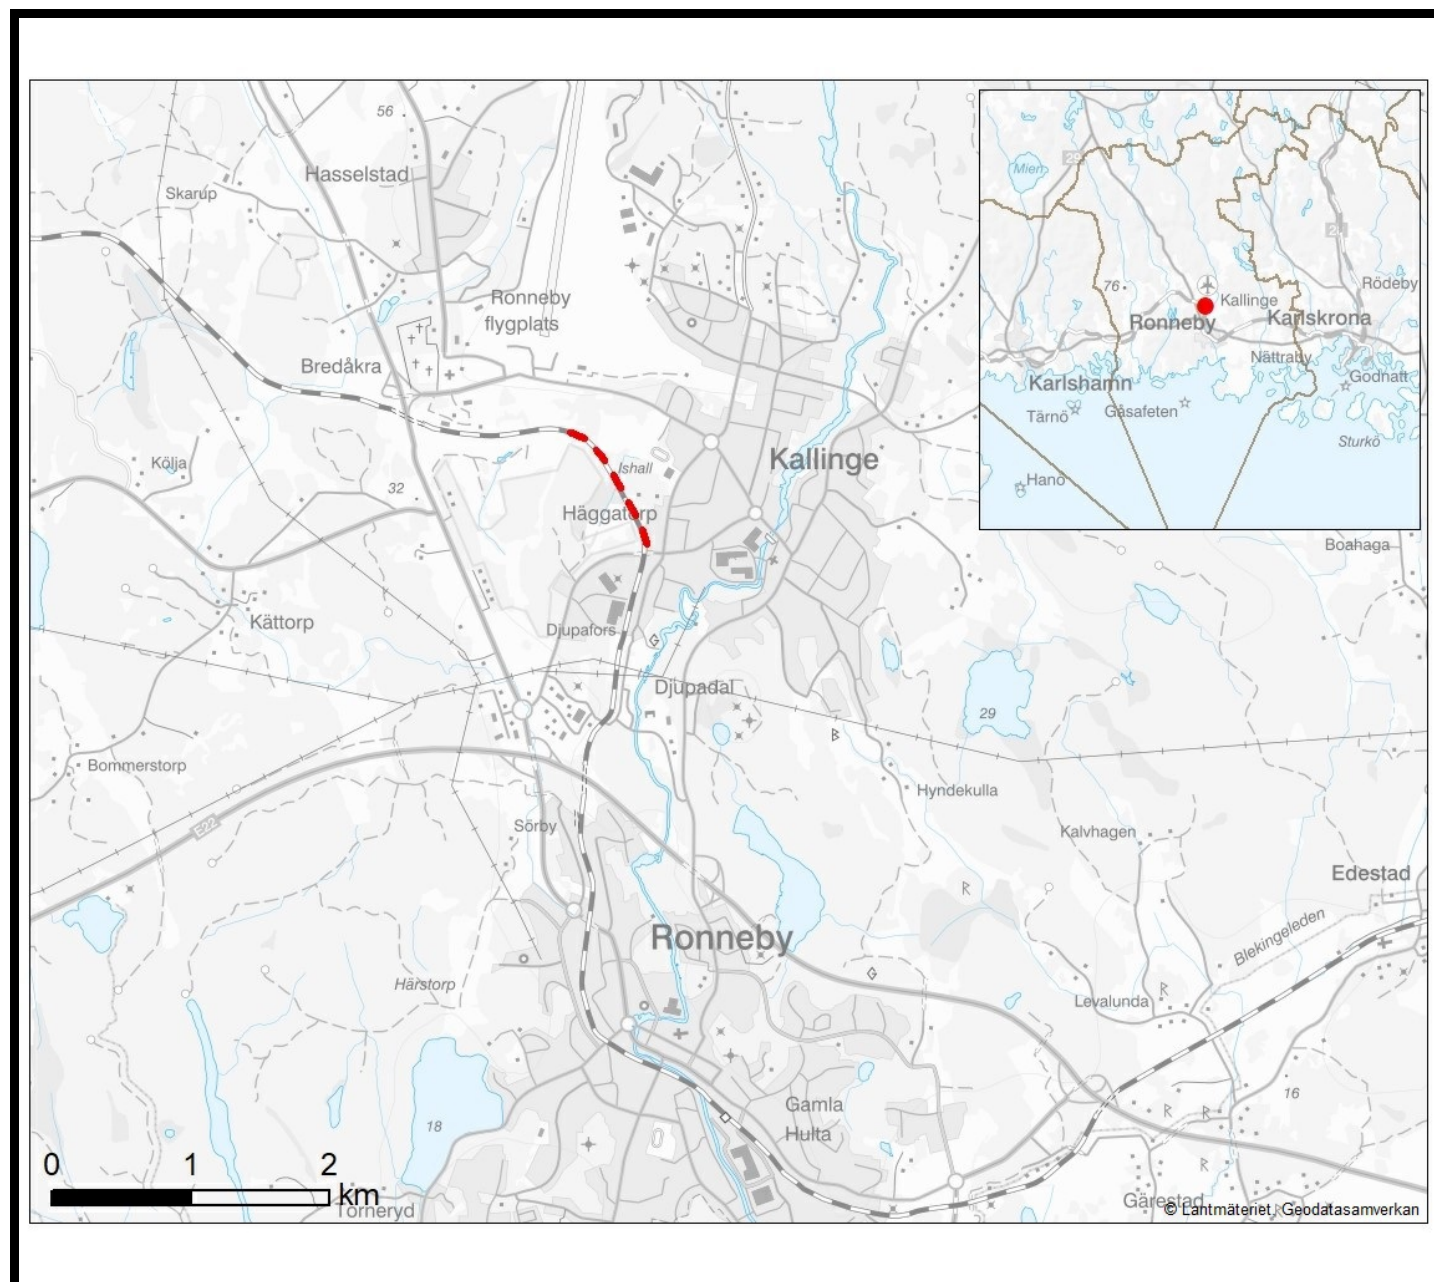 56
Hasselstad
Skarup
Ronneby
flygplats
Bredåkra
Kölja
32
Ishall
Kallinge
Häggatorp
Kättorp
Djupafors
Djupadal
29
Bommerstorp
Hyndekulla
E22
Sörby
Kalvhagen
Edestad
Ronneby
Blekingeleden
Härstorp
Levalunda
Gamla
Hulta
16
18
Gärestad
Torneryd
0 1 2
km
© Lantmäteriet, Geodatasamverkan
Boahaga
Mien
29
76
Kallinge
Rödeby
Ronneby
Karlskrona
Nättraby
Karlshamn
Godnatt
Tärnö
Gåsafeten
Sturkö
Hanö
G
B
R
G
R
R
R
R
R